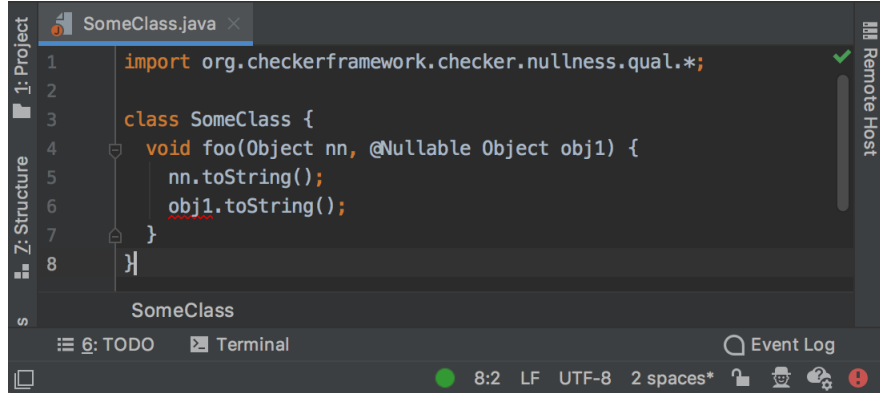 SomeClass.java
1: Project
Remote Host
1 import org.checkerframework.checker.nullness.qual.*;
2
3 class SomeClass {
4   void foo(Object nn, @Nullable Object obj1) {
5     nn.toString();
6     obj1.toString();
7   }
8 }
Z: Structure
s
SomeClass
6: TODO Terminal Event Log
8:2 LF UTF-8 2 spaces*